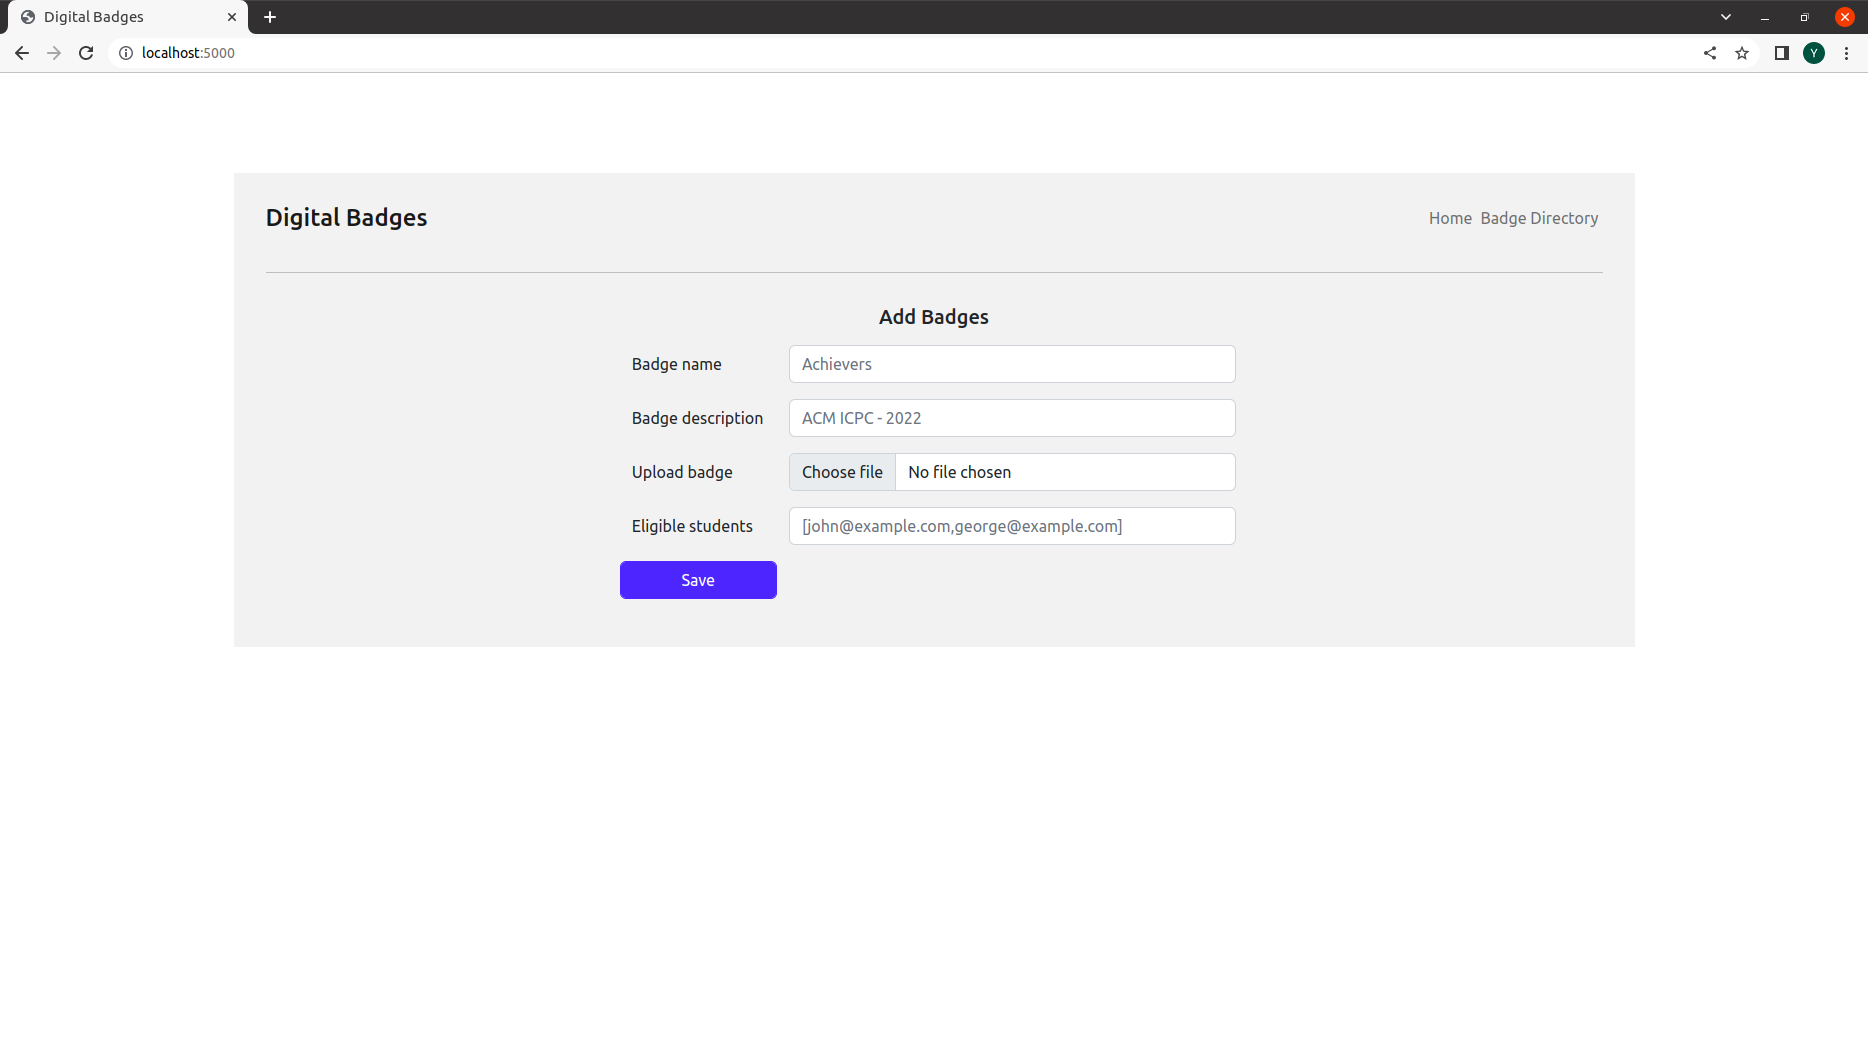 Digital Badges
localhost:5000
Y
Digital Badges
Home Badge Directory
Add Badges
Badge name Achievers
Badge description ACM ICPC - 2022
Upload badge Choose file No file chosen
Eligible students [john@example.com,george@example.com]
Save